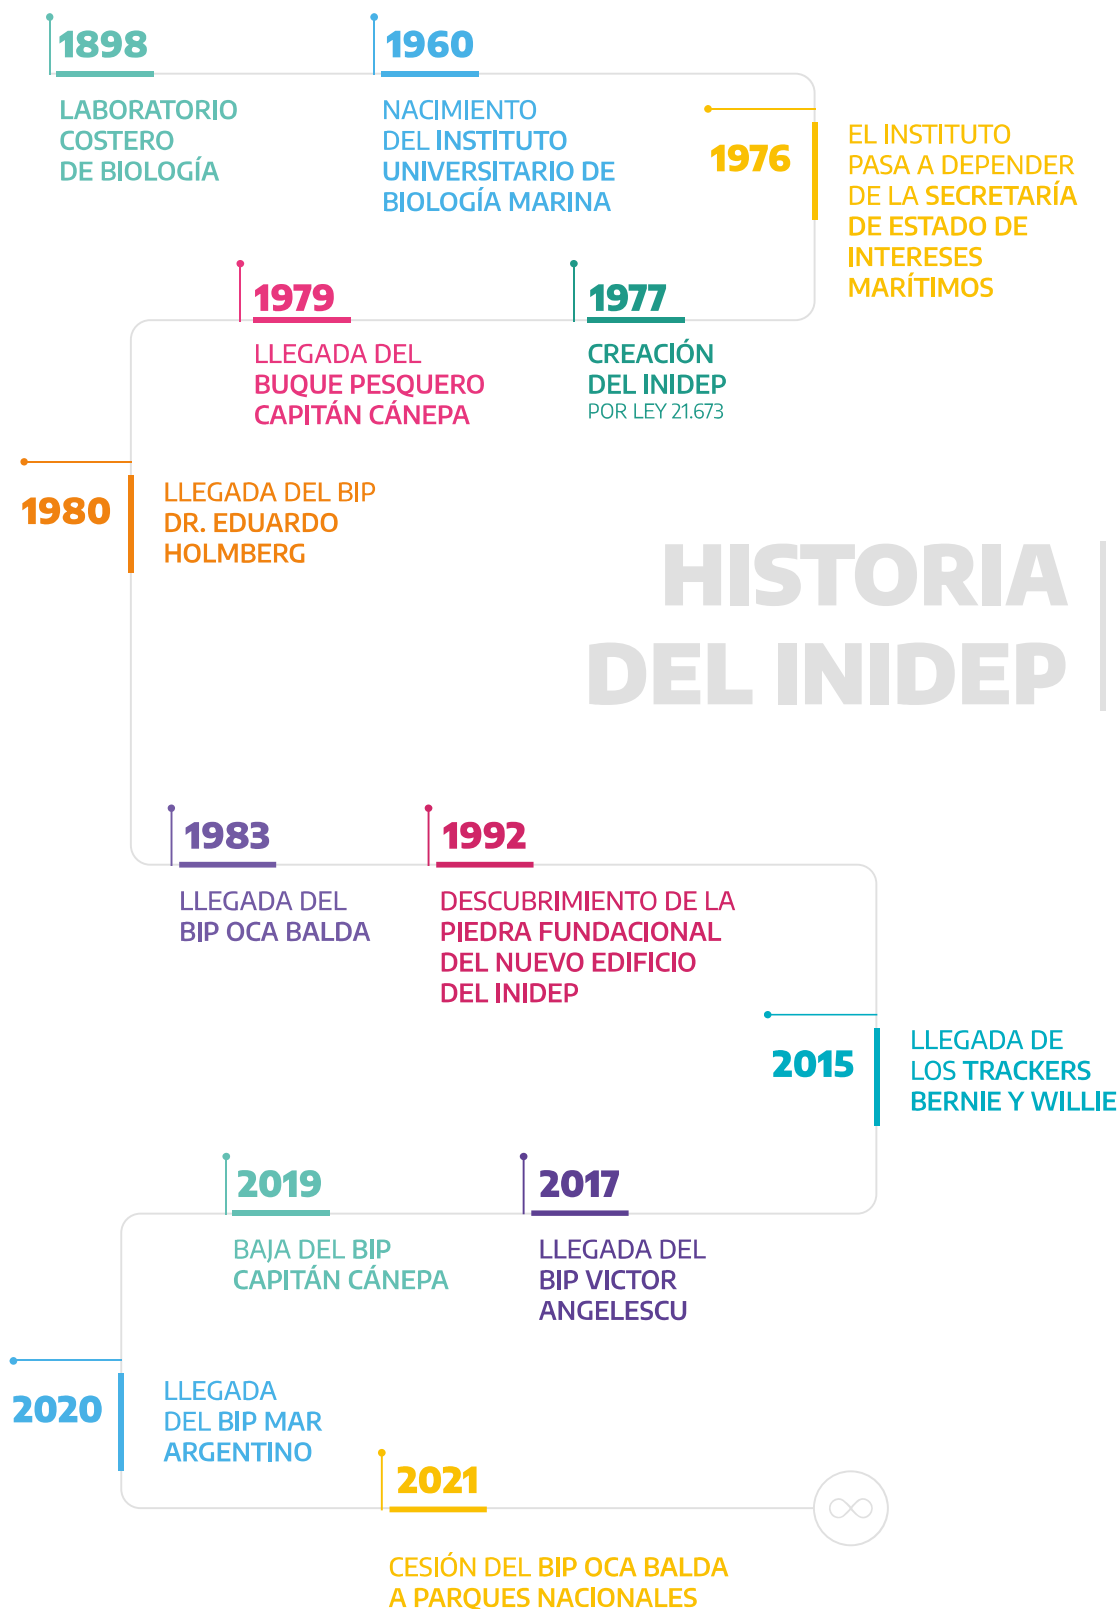 1898
LABORATORIO
COSTERO
DE BIOLOGÍA
1960
NACIMIENTO
DEL INSTITUTO
UNIVERSITARIO DE
BIOLOGÍA MARINA
1976
EL INSTITUTO
PASA A DEPENDER
DE LA SECRETARÍA
DE ESTADO DE
INTERESES
MARÍTIMOS
1977
CREACIÓN
DEL INIDEP
POR LEY 21.673
1979
LLEGADA DEL
BUQUE PESQUERO
CAPITÁN CÁNEPA
1980
LLEGADA DEL BIP
DR. EDUARDO
HOLMBERG
HISTORIA
DEL INIDEP
1983
LLEGADA DEL
BIP OCA BALDA
1992
DESCUBRIMIENTO DE LA
PIEDRA FUNDACIONAL
DEL NUEVO EDIFICIO
DEL INIDEP
2015
LLEGADA DE
LOS TRACKERS
BERNIE Y WILLIE
2017
LLEGADA DEL
BIP VICTOR
ANGELESCU
2019
BAJA DEL BIP
CAPITÁN CÁNEPA
2020
LLEGADA
DEL BIP MAR
ARGENTINO
2021
CESIÓN DEL BIP OCA BALDA
A PARQUES NACIONALES